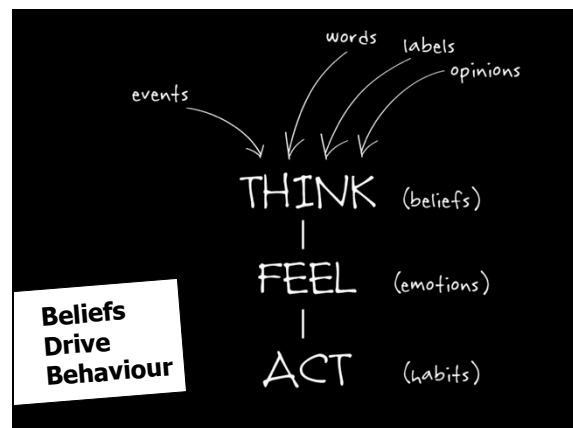 words
labels
opinions
events
THINK (beliefs)
FEEL (emotions)
ACT (habits)
Beliefs
Drive
Behaviour